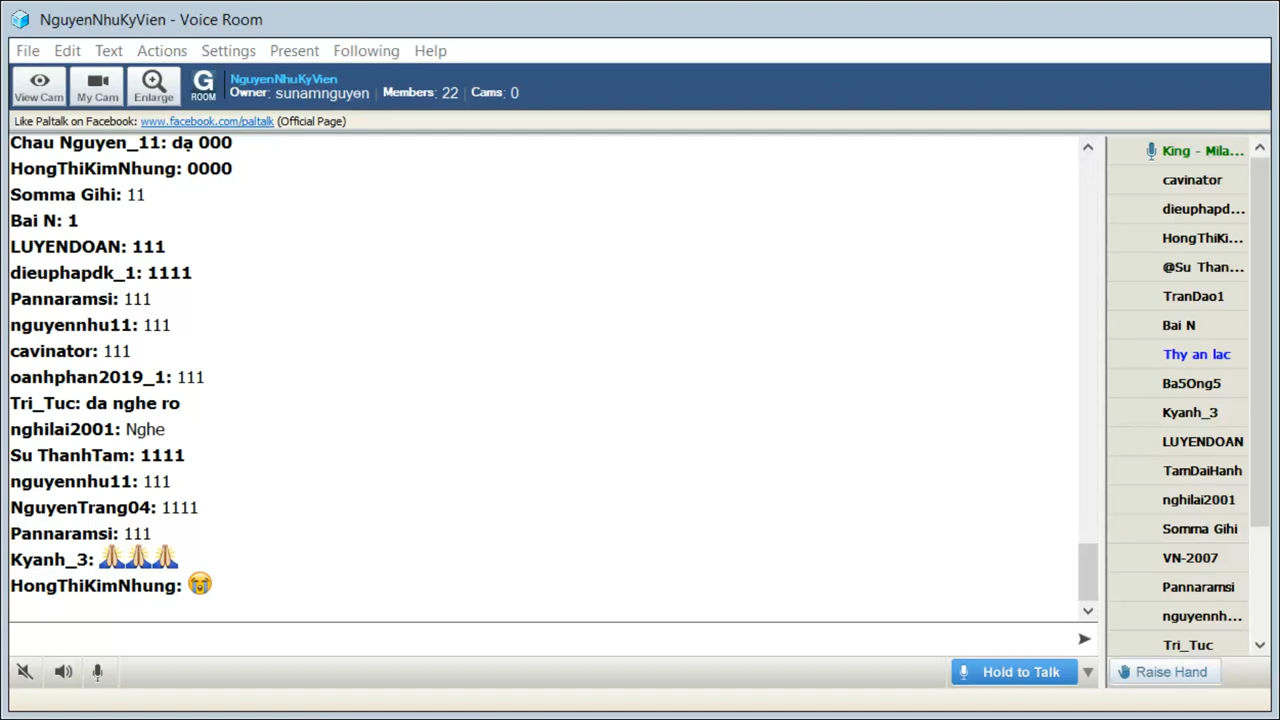 NguyenNhuKyVien - Voice Room
File Edit Text Actions Settings Present Following Help
View Cam My Cam Enlarge G ROOM
NguyenNhuKyVien
Owner: sunamnguyen Members: 22 Cams: 0
Like Paltalk on Facebook: www.facebook.com/paltalk (Official Page)
Chau Nguyen_11: dạ 000
HongThiKimNhung: 0000
Somma Gihi: 11
Bai N: 1
LUYENDOAN: 111
dieuphapdk_1: 1111
Pannaramsi: 111
nguyennhu11: 111
cavinator: 111
oanhphan2019_1: 111
Tri_Tuc: da nghe ro
nghilai2001: Nghe
Su ThanhTam: 1111
nguyennhu11: 111
NguyenTrang04: 1111
Pannaramsi: 111
Kyanh_3: 🙏🙏🙏
HongThiKimNhung: 😭
King - Mila...
cavinator
dieuphapd...
HongThiKi...
@Su Than...
TranDao1
Bai N
Thy an lac
Ba5Ong5
Kyanh_3
LUYENDOAN
TamDaiHanh
nghilai2001
Somma Gihi
VN-2007
Pannaramsi
nguyennh...
Tri_Tuc
Hold to Talk
Raise Hand